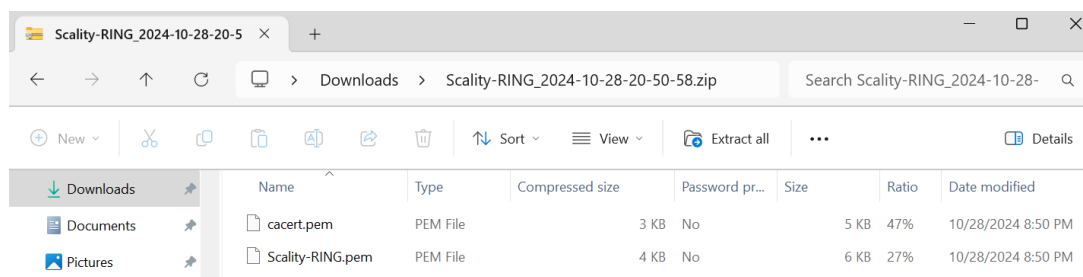 Scality-RING_2024-10-28-20-5
Downloads > Scality-RING_2024-10-28-20-50-58.zip Search Scality-RING_2024-10-28-
New Sort View Extract all Details
Name Type Compressed size Password pr... Size Ratio Date modified
Downloads
cacert.pem PEM File 3 KB No 5 KB 47% 10/28/2024 8:50 PM
Documents
Scality-RING.pem PEM File 4 KB No 6 KB 27% 10/28/2024 8:50 PM
Pictures